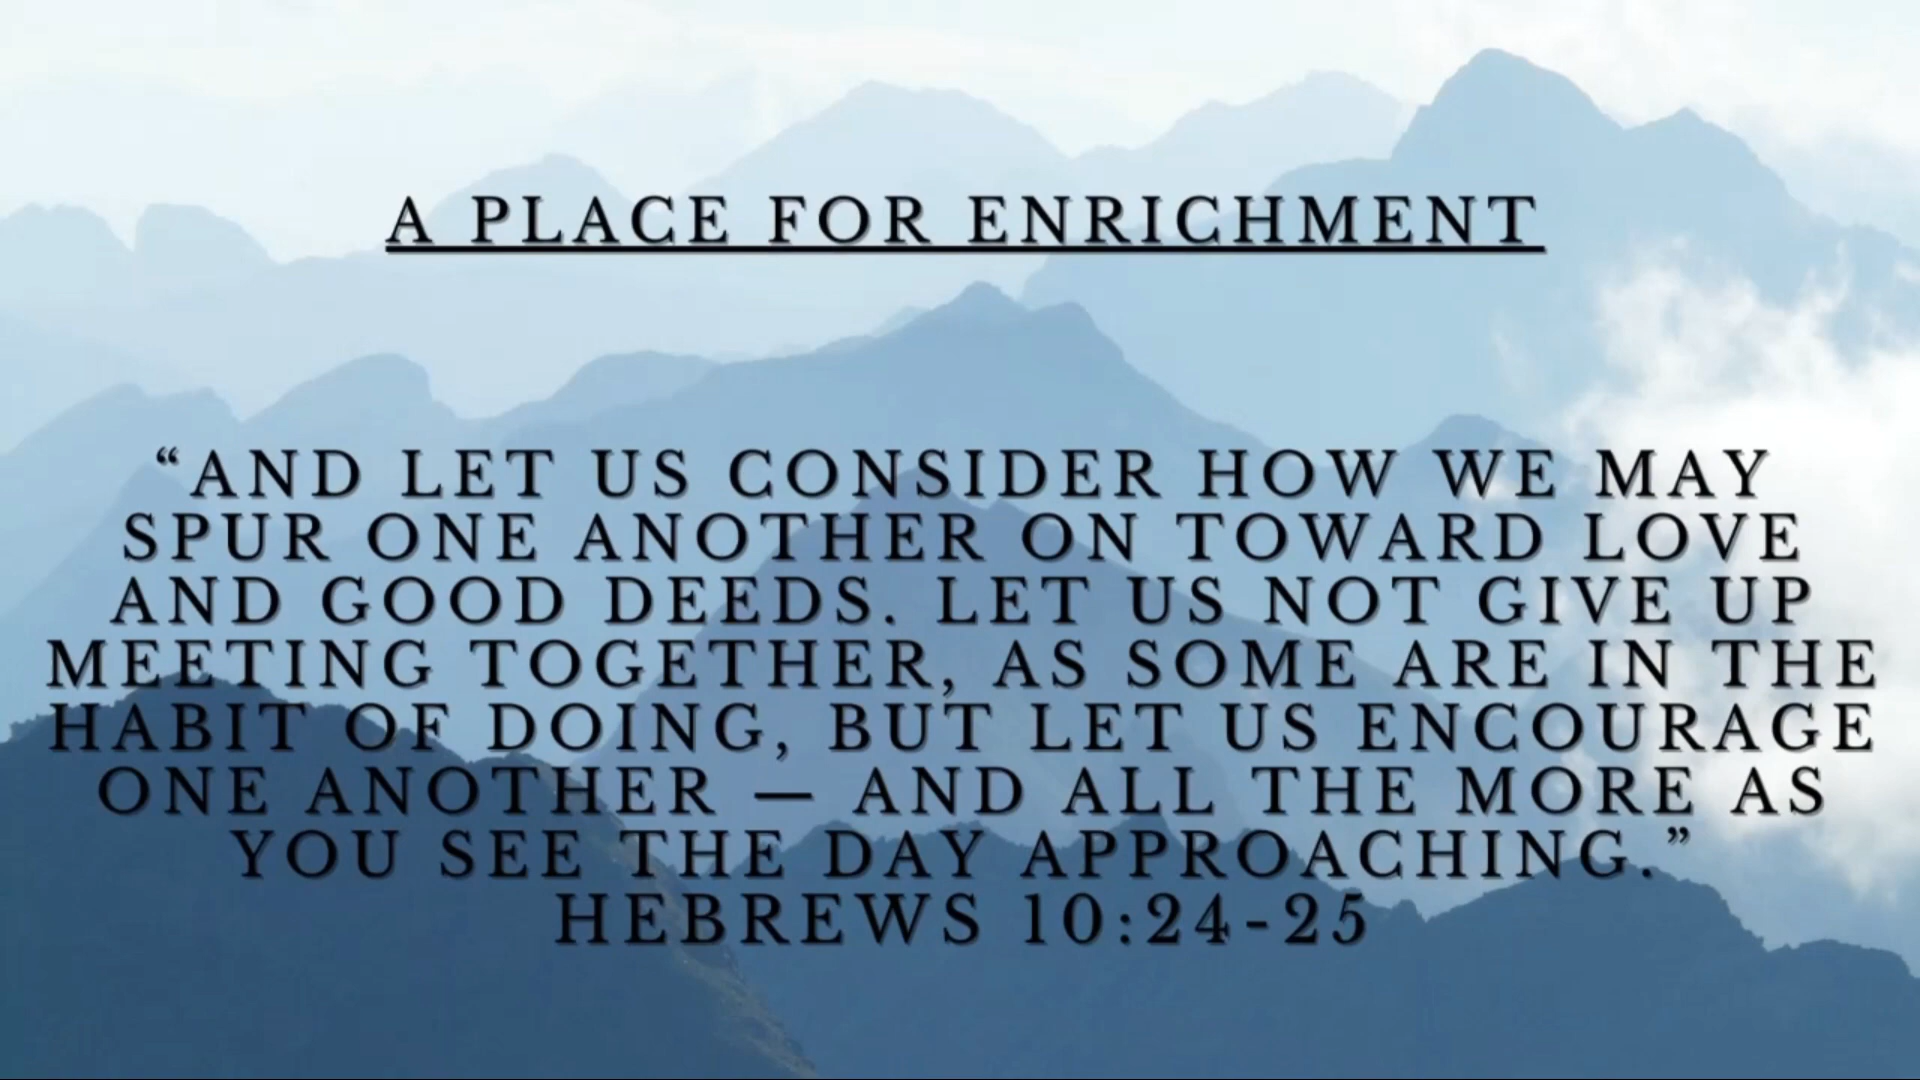 A PLACE FOR ENRICHMENT
“AND LET US CONSIDER HOW WE MAY
SPUR ONE ANOTHER ON TOWARD LOVE
AND GOOD DEEDS. LET US NOT GIVE UP
MEETING TOGETHER, AS SOME ARE IN THE
HABIT OF DOING, BUT LET US ENCOURAGE
ONE ANOTHER — AND ALL THE MORE AS
YOU SEE THE DAY APPROACHING.”
HEBREWS 10:24-25